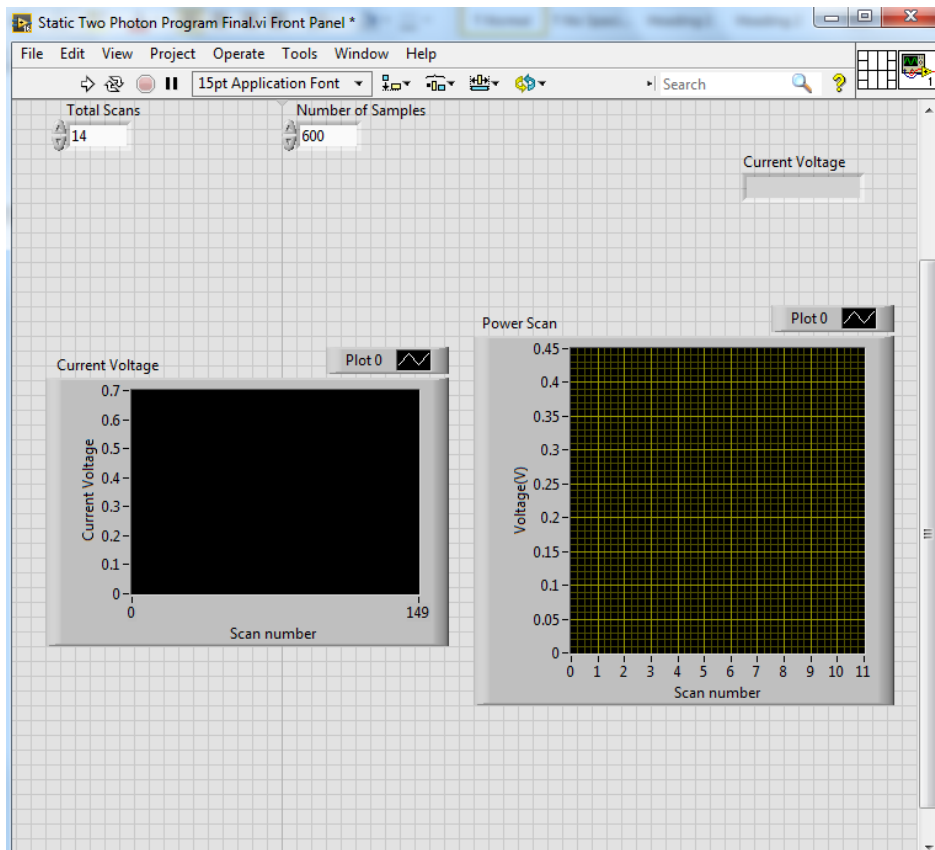 Static Two Photon Program Final.vi Front Panel *
File Edit View Project Operate Tools Window Help
15pt Application Font
Search
?
1
Total Scans
14
Number of Samples
600
Current Voltage
Current Voltage
Plot 0
0.7
0.6
0.5
0.4
0.3
0.2
0.1
0
Current Voltage
0 149
Scan number
Power Scan
Plot 0
0.45
0.4
0.35
0.3
0.25
0.2
0.15
0.1
0.05
0
Voltage(V)
0 1 2 3 4 5 6 7 8 9 10 11
Scan number